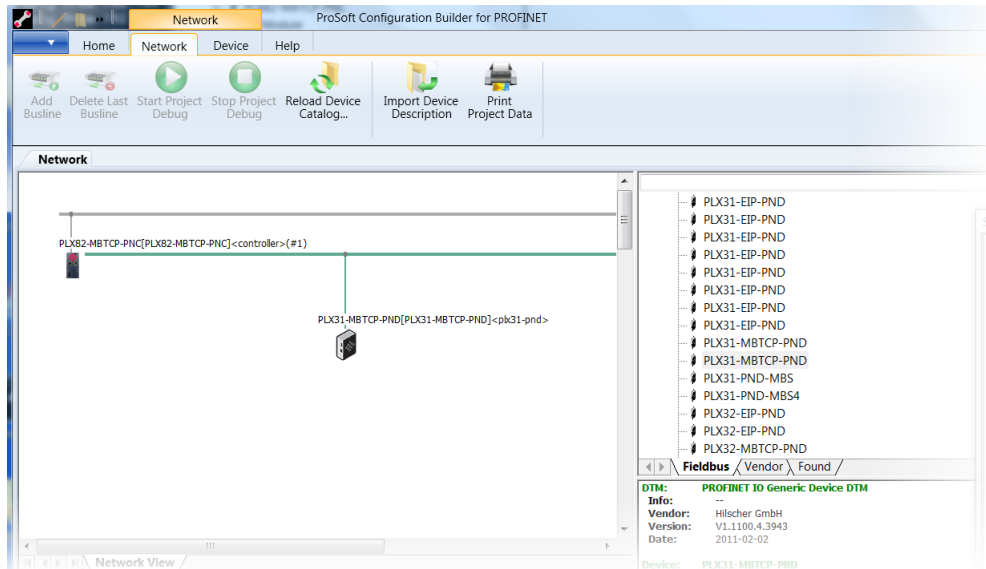 Network
ProSoft Configuration Builder for PROFINET
Home Network Device Help
Add Busline
Delete Last Busline
Start Project Debug
Stop Project Debug
Reload Device Catalog...
Import Device Description
Print Project Data
Network
PLX82-MBTCP-PNC[PLX82-MBTCP-PNC]<controller>(#1)
PLX31-MBTCP-PND[PLX31-MBTCP-PND]<plx31-pnd>
Network View
PLX31-EIP-PND
PLX31-EIP-PND
PLX31-EIP-PND
PLX31-EIP-PND
PLX31-EIP-PND
PLX31-EIP-PND
PLX31-EIP-PND
PLX31-EIP-PND
PLX31-MBTCP-PND
PLX31-MBTCP-PND
PLX31-PND-MBS
PLX31-PND-MBS4
PLX32-EIP-PND
PLX32-EIP-PND
PLX32-MBTCP-PND
Fieldbus Vendor Found
DTM: PROFINET IO Generic Device DTM
Info: --
Vendor: Hilscher GmbH
Version: V1.1100.4.3943
Date: 2011-02-02
Device: PLX31-MBTCP-PND